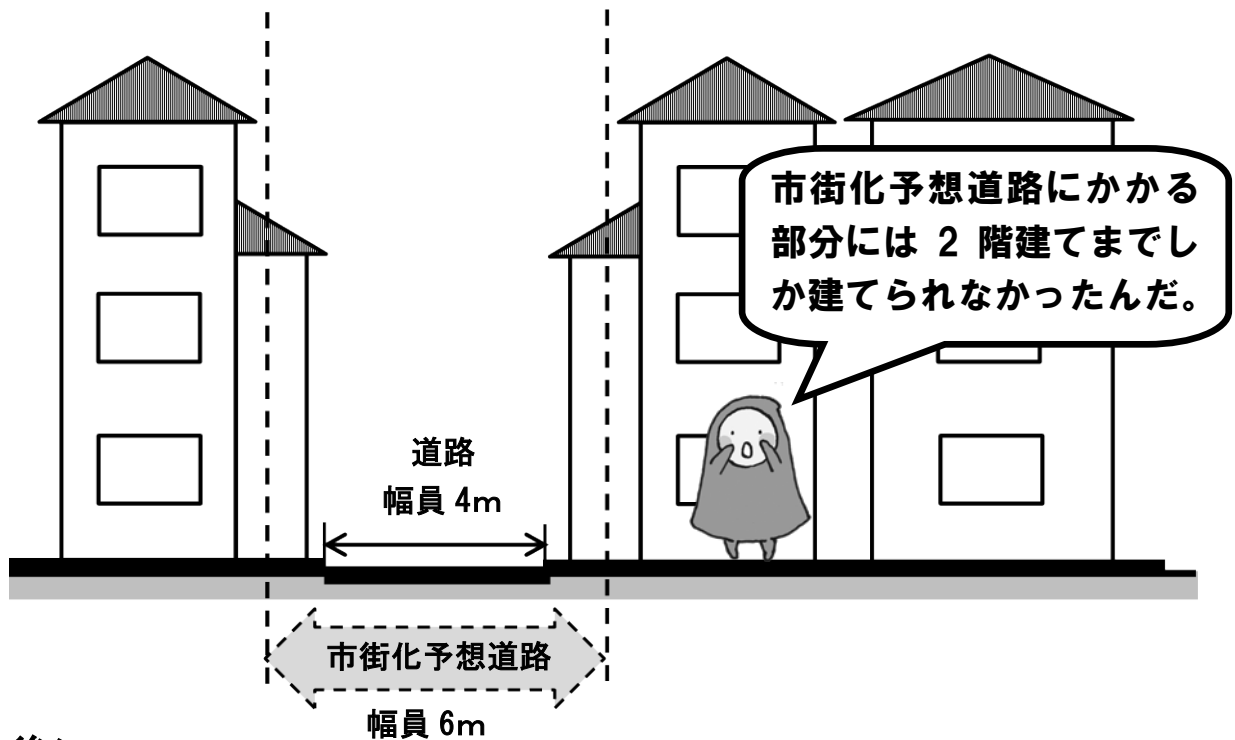 市街化予想道路にかかる
部分には 2 階建てまでし
か建てられなかったんだ。
道路
幅員 4m
市街化予想道路
幅員 6m